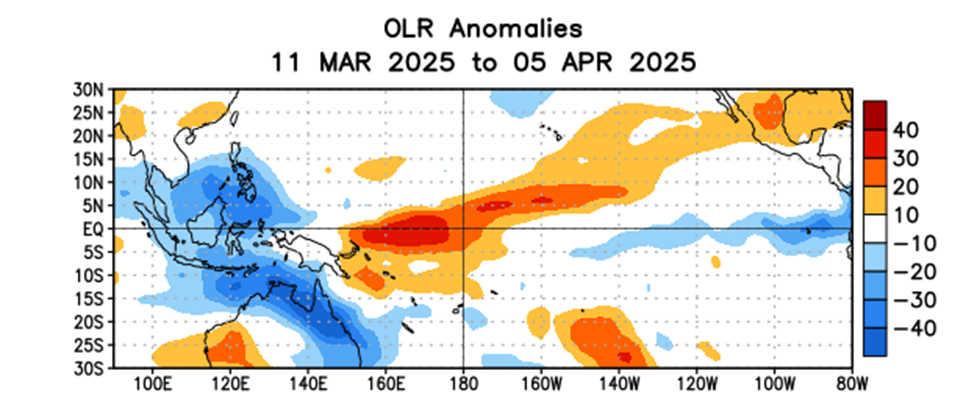 OLR Anomalies
11 MAR 2025 to 05 APR 2025
30N
25N
20N
15N
10N
5N
EQ
5S
10S
15S
20S
25S
30S
100E 120E 140E 160E 180 160W 140W 120W 100W 80W
40
30
20
10
−10
−20
−30
−40